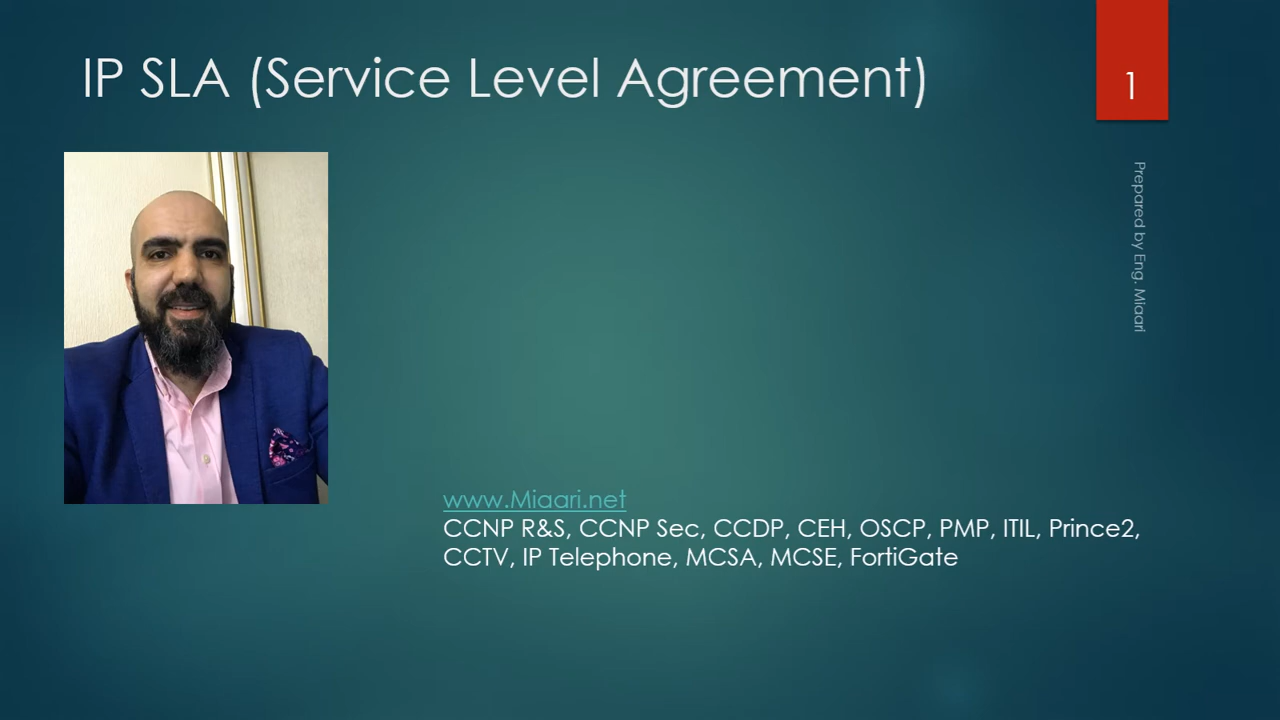 IP SLA (Service Level Agreement)
1
Prepared by Eng. Miaari
www.Miaari.net
CCNP R&S, CCNP Sec, CCDP, CEH, OSCP, PMP, ITIL, Prince2,
CCTV, IP Telephone, MCSA, MCSE, FortiGate